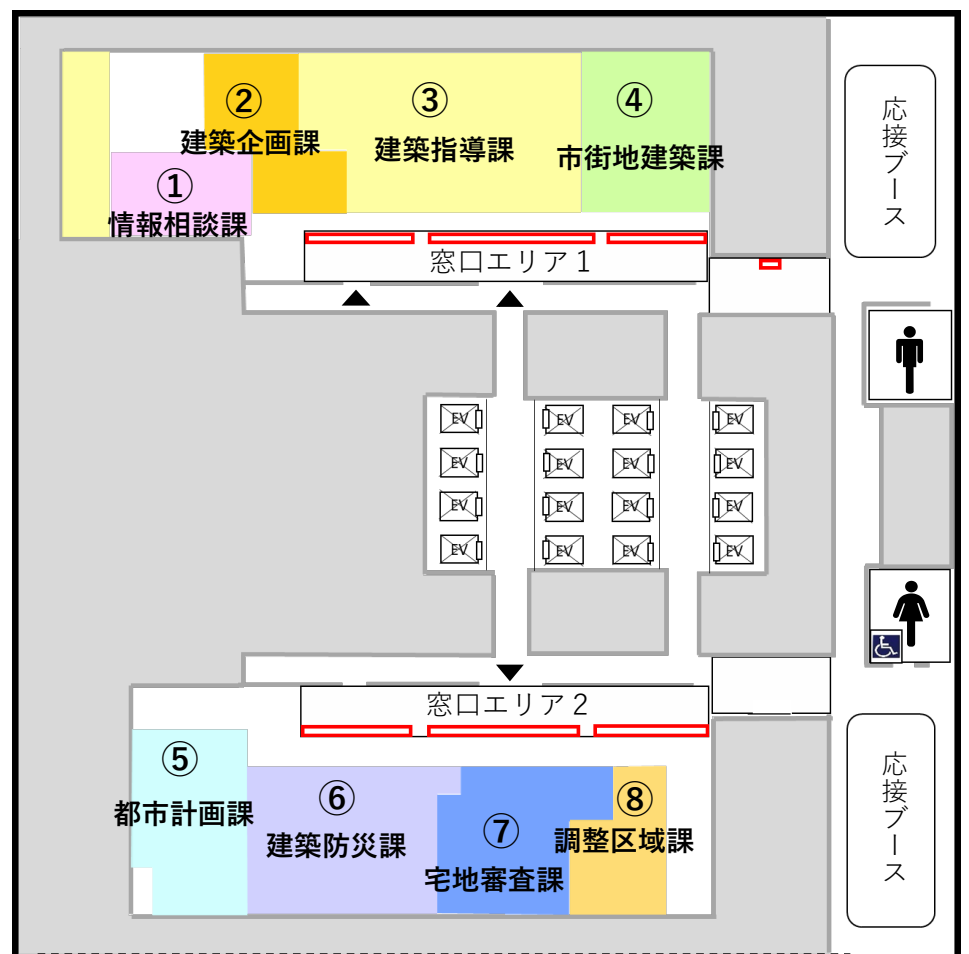 ②
建築企画課
③
建築指導課
④
市街地建築課
①
情報相談課
窓口エリア１
応接ブース
EV EV EV EV
EV EV EV EV
EV EV EV EV
EV EV EV EV
窓口エリア２
⑤
都市計画課
⑥
建築防災課
⑦
宅地審査課
⑧
調整区域課
応接ブース